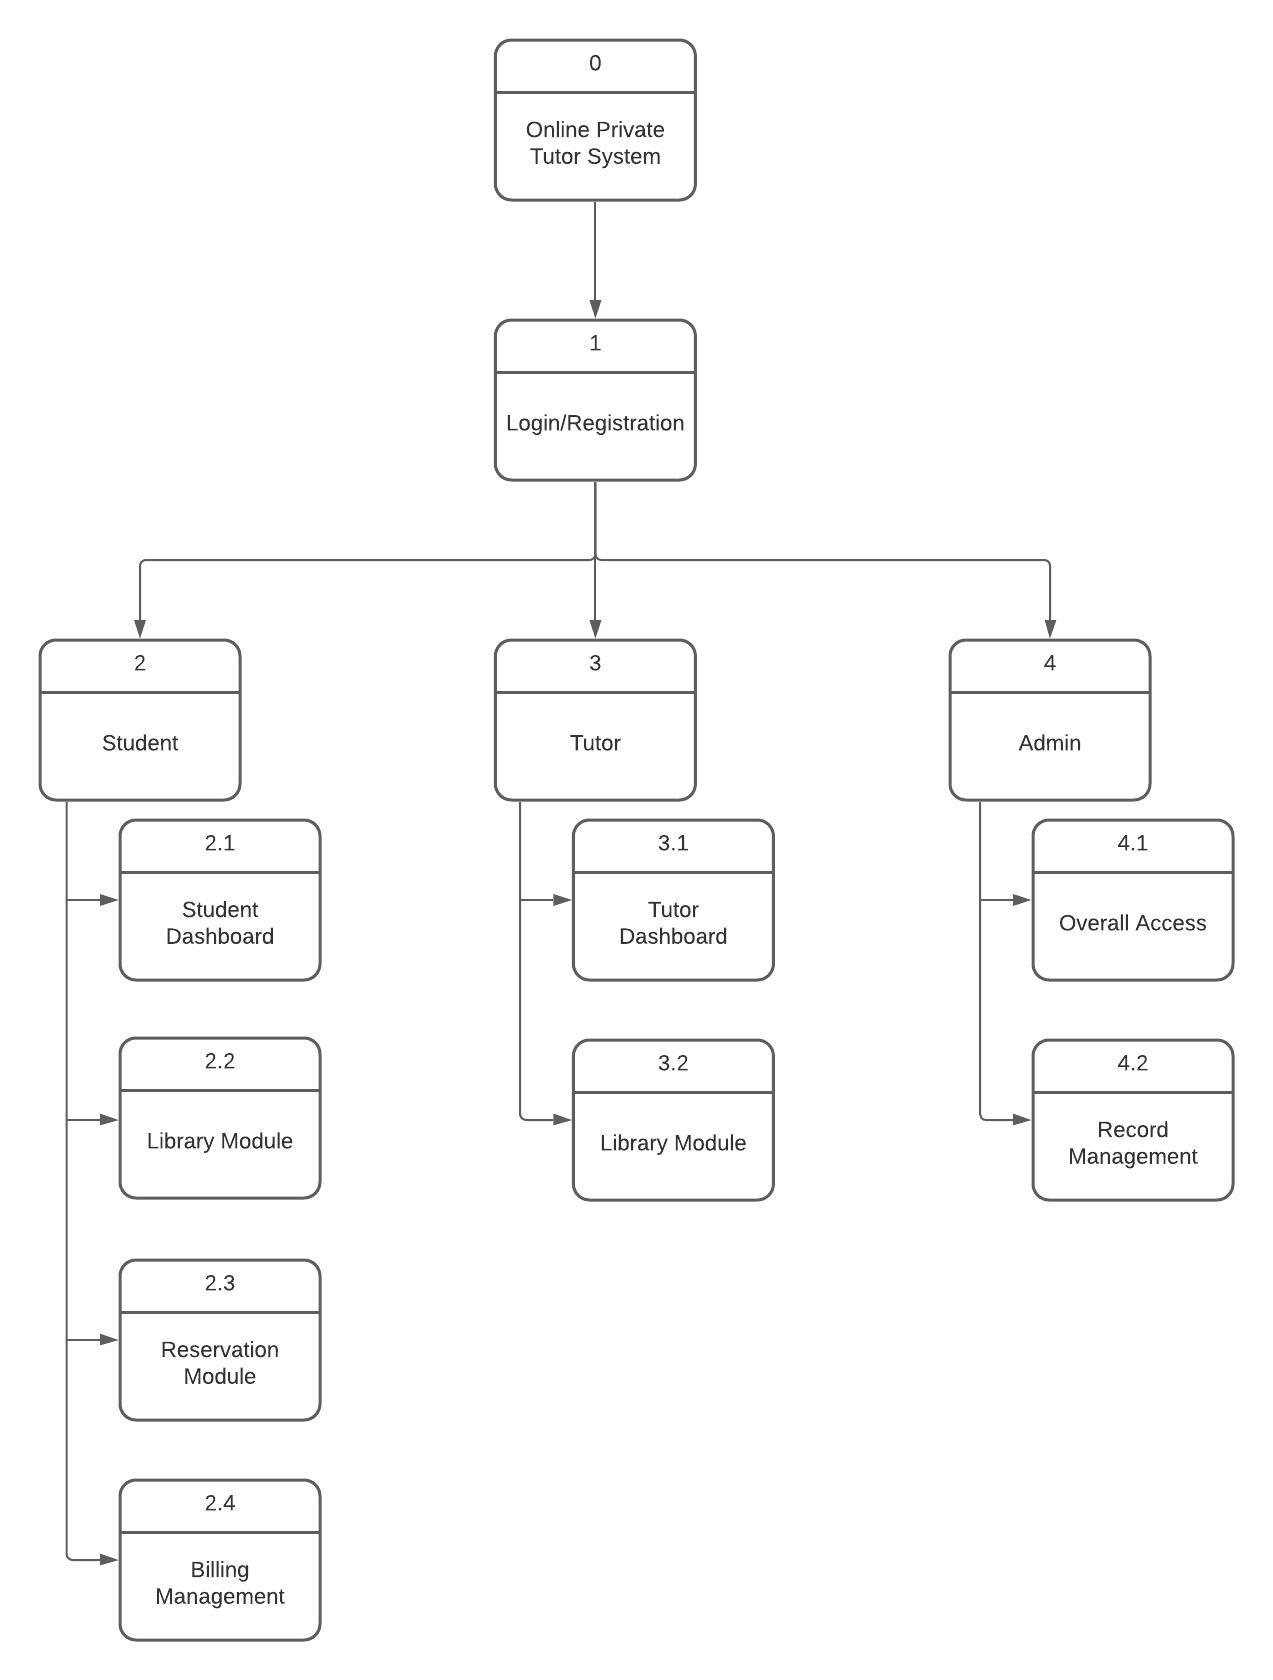 0
Online Private
Tutor System
1
Login/Registration
2
Student
3
Tutor
4
Admin
2.1
Student
Dashboard
3.1
Tutor
Dashboard
4.1
Overall Access
2.2
Library Module
3.2
Library Module
4.2
Record
Management
2.3
Reservation
Module
2.4
Billing
Management